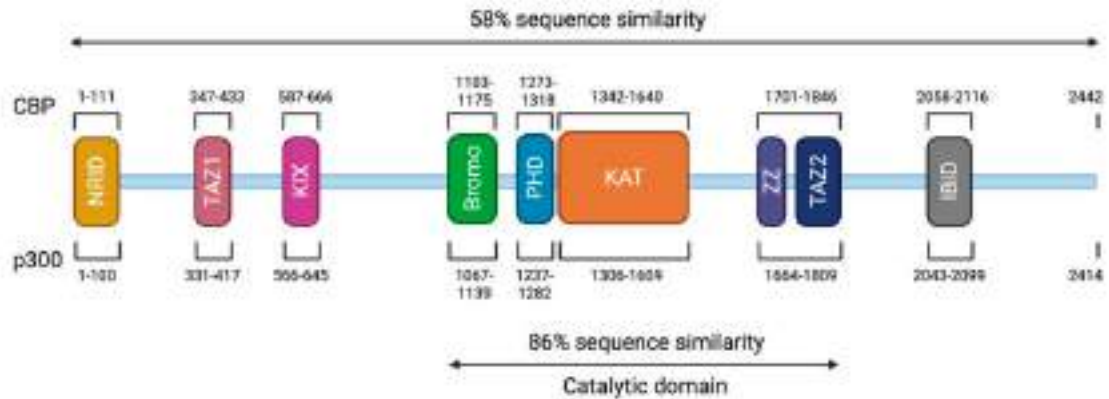 58% sequence similarity
CBP
1-111
347-433
587-666
1103-
1175
1273-
1318
1342-1640
1701-1846
2058-2116
2442
NRID
TAZ1
KIX
Bromo
PHD
KAT
ZZ
TAZ2
IBiD
p300
1-100
331-417
566-645
1067-
1139
1237-
1282
1306-1609
1664-1809
2043-2099
2414
86% sequence similarity
Catalytic domain